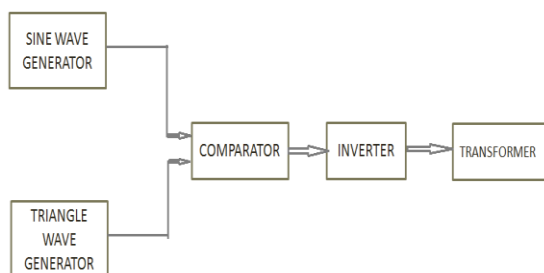 SINE WAVE
GENERATOR
COMPARATOR
INVERTER
TRANSFORMER
TRIANGLE
WAVE
GENERATOR